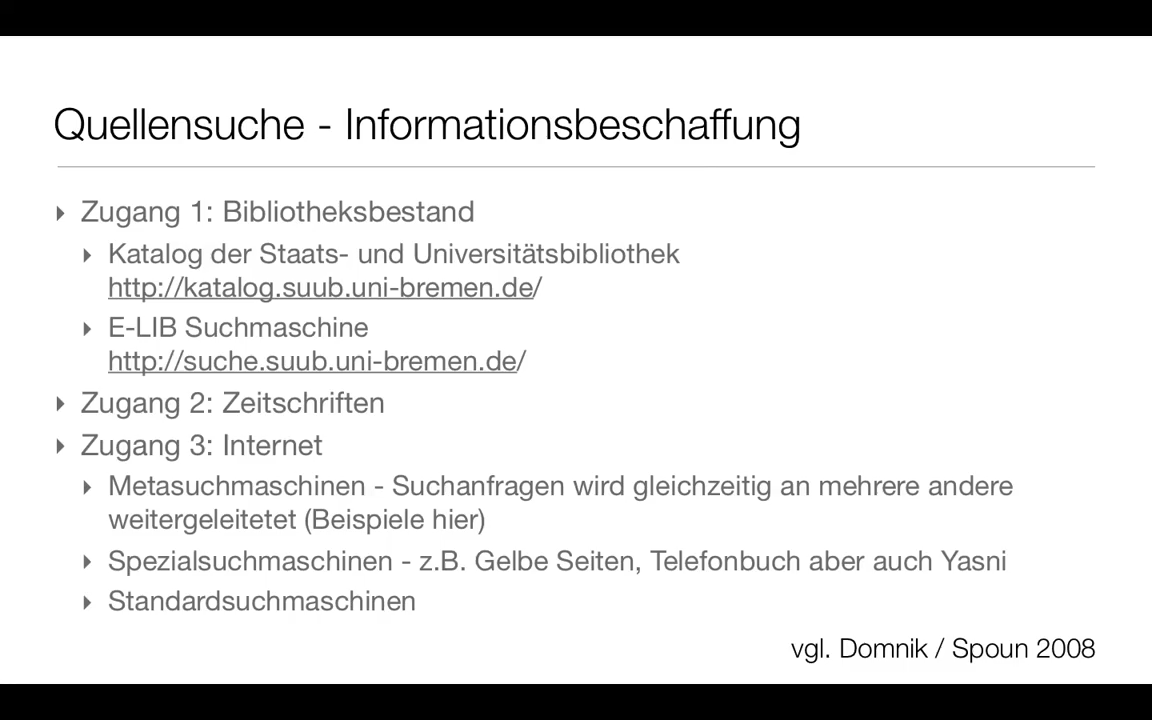 Quellensuche - Informationsbeschaffung
‣ Zugang 1: Bibliotheksbestand
‣ Katalog der Staats- und Universitätsbibliothek
http://katalog.suub.uni-bremen.de/
‣ E-LIB Suchmaschine
http://suche.suub.uni-bremen.de/
‣ Zugang 2: Zeitschriften
‣ Zugang 3: Internet
‣ Metasuchmaschinen - Suchanfragen wird gleichzeitig an mehrere andere
weitergeleitetet (Beispiele hier)
‣ Spezialsuchmaschinen - z.B. Gelbe Seiten, Telefonbuch aber auch Yasni
‣ Standardsuchmaschinen
vgl. Domnik / Spoun 2008